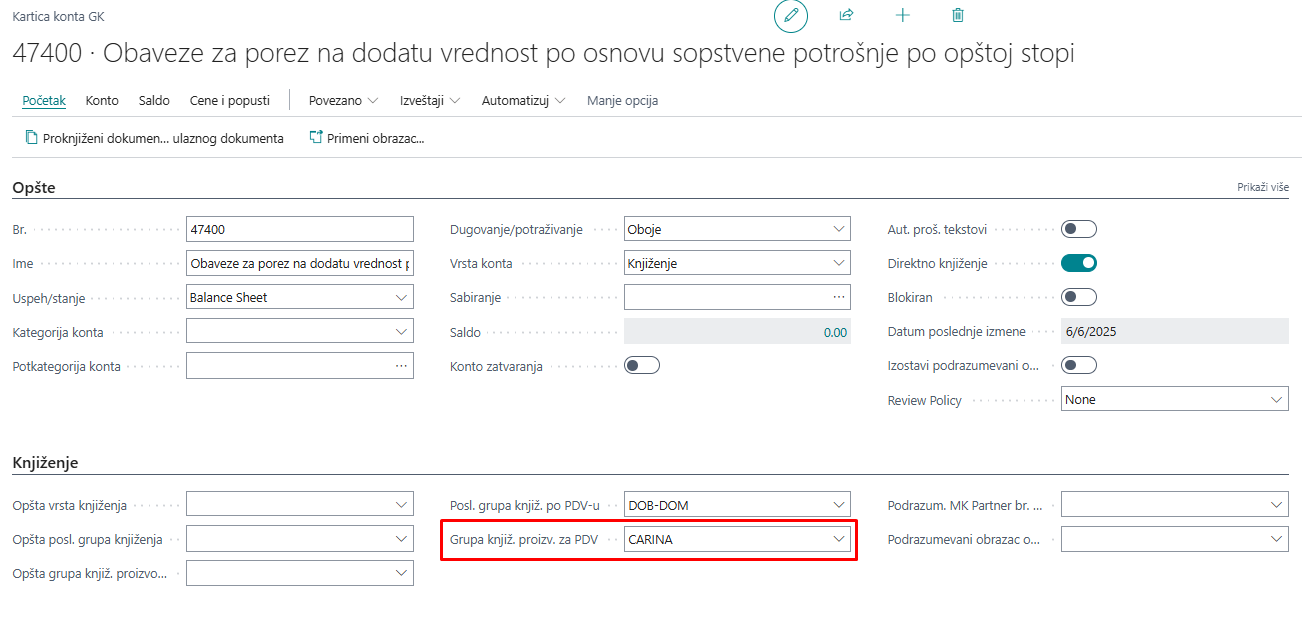 Kartica konta GK
47400 · Obaveze za porez na dodatu vrednost po osnovu sopstvene potrošnje po opštoj stopi
Početak Konto Saldo Cene i popusti Povezano Izveštaji Automatizuj Manje opcija
Proknjiženi dokumen... ulaznog dokumenta Primeni obrazac...
Opšte Prikaži više
Br. 47400
Ime Obaveze za porez na dodatu vrednost p
Uspeh/stanje Balance Sheet
Kategorija konta
Potkategorija konta ...
Dugovanje/potraživanje Oboje
Vrsta konta Knjiženje
Sabiranje ...
Saldo 0.00
Konto zatvaranja
Aut. proš. tekstovi
Direktno knjiženje
Blokiran
Datum poslednje izmene 6/6/2025
Izostavi podrazumevani o...
Review Policy None
Knjiženje
Opšta vrsta knjiženja
Opšta posl. grupa knjiženja
Opšta grupa knjiž. proizvo...
Posl. grupa knjiž. po PDV-u DOB-DOM
Grupa knjiž. proizv. za PDV CARINA
Podrazum. MK Partner br. ...
Podrazumevani obrazac o...